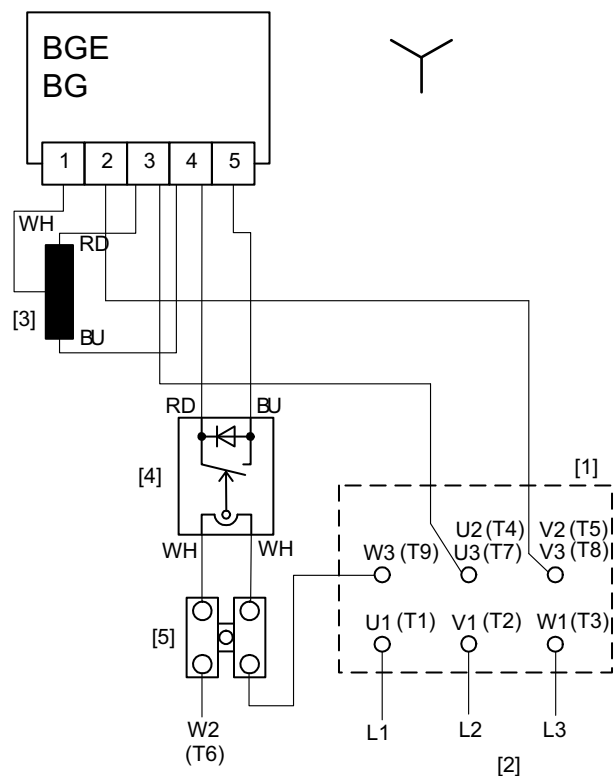 BGE
BG
1 2 3 4 5
WH
RD
[3]
BU
RD BU
[4]
[1]
WH WH
U2 (T4) V2 (T5)
W3 (T9) U3 (T7) V3 (T8)
[5]
U1 (T1) V1 (T2) W1 (T3)
W2
(T6)
L1 L2 L3
[2]